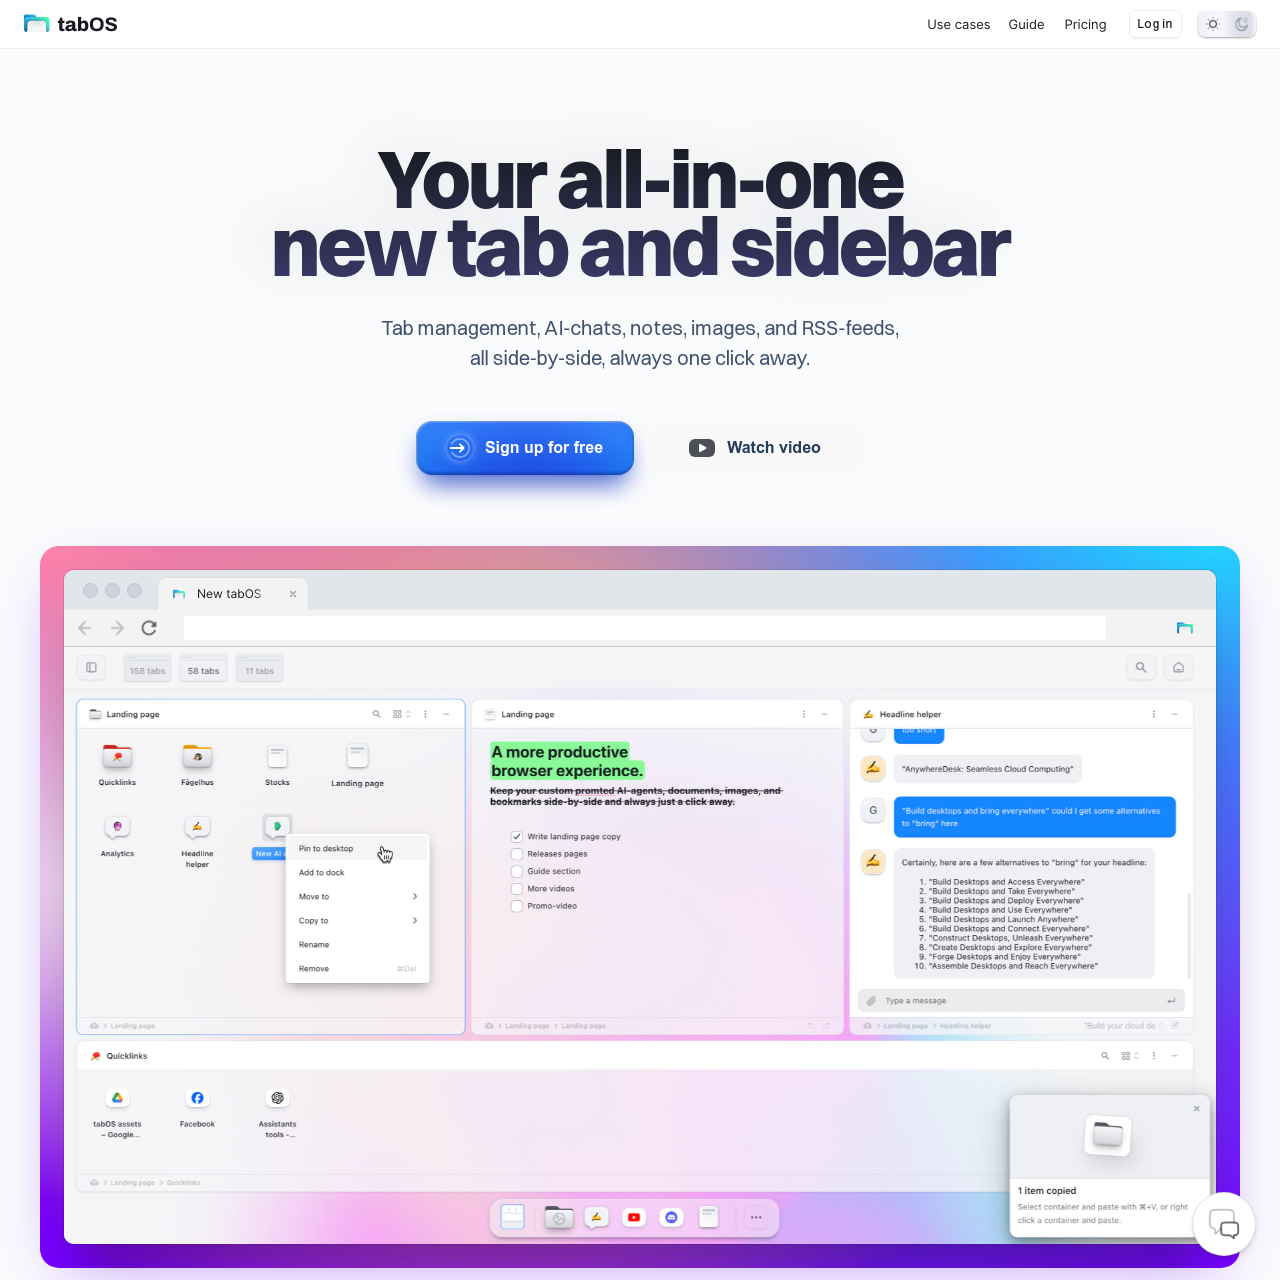 tabOS
Use cases
Guide
Pricing
Log in
Your all-in-one
new tab and sidebar
Tab management, AI-chats, notes, images, and RSS-feeds,
all side-by-side, always one click away.
Sign up for free
Watch video
New tabOS
158 tabs
58 tabs
11 tabs
Landing page
Quicklinks
Fågelhus
Stocks
Landing page
Analytics
Headline
helper
New AI
Pin to desktop
Add to dock
Move to
Copy to
Rename
Remove
⌘Del
Landing page
Landing page
A more productive
browser experience.
Keep your custom promted AI-agents, documents, images, and
bookmarks side-by-side and always just a click away.
Write landing page copy
Releases pages
Guide section
More videos
Promo-video
Landing page
Landing page
Headline helper
G
too short
"AnywhereDesk: Seamless Cloud Computing"
G
"Build desktops and bring everywhere" could I get some alternatives
to "bring" here
Certainly, here are a few alternatives to "bring" for your headline:
1. "Build Desktops and Access Everywhere"
2. "Build Desktops and Take Everywhere"
3. "Build Desktops and Deploy Everywhere"
4. "Build Desktops and Use Everywhere"
5. "Build Desktops and Launch Anywhere"
6. "Build Desktops and Connect Everywhere"
7. "Construct Desktops, Unleash Everywhere"
8. "Create Desktops and Explore Everywhere"
9. "Forge Desktops and Enjoy Everywhere"
10. "Assemble Desktops and Reach Everywhere"
Type a message
Landing page
Headline helper
"Build your cloud de
Quicklinks
tabOS assets
– Google...
Facebook
Assistants
tools -...
Landing page
Quicklinks
1 item copied
Select container and paste with ⌘+V, or right
click a container and paste.